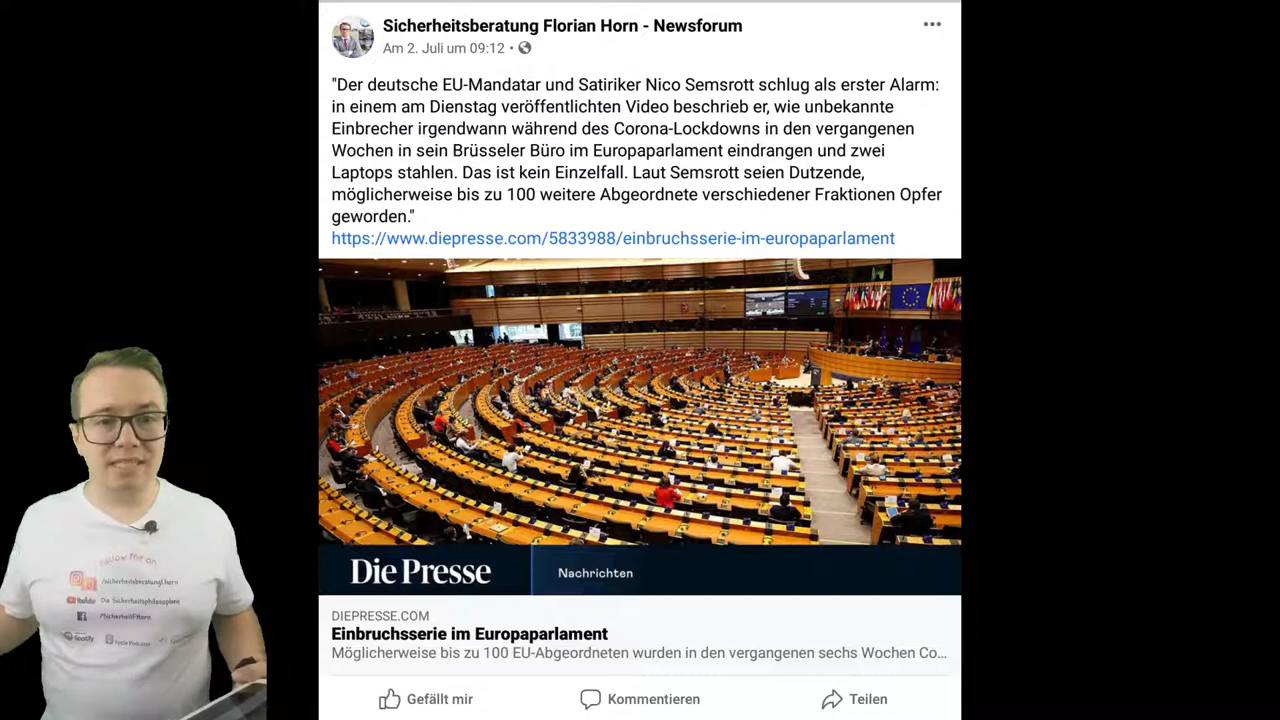 Sicherheitsberatung Florian Horn - Newsforum
Am 2. Juli um 09:12 •
"Der deutsche EU-Mandatar und Satiriker Nico Semsrott schlug als erster Alarm:
in einem am Dienstag veröffentlichten Video beschrieb er, wie unbekannte
Einbrecher irgendwann während des Corona-Lockdowns in den vergangenen
Wochen in sein Brüsseler Büro im Europaparlament eindrangen und zwei
Laptops stahlen. Das ist kein Einzelfall. Laut Semsrott seien Dutzende,
möglicherweise bis zu 100 weitere Abgeordnete verschiedener Fraktionen Opfer
geworden."
https://www.diepresse.com/5833988/einbruchsserie-im-europaparlament
Die Presse
Nachrichten
DIEPRESSE.COM
Einbruchsserie im Europaparlament
Möglicherweise bis zu 100 EU-Abgeordneten wurden in den vergangenen sechs Wochen Co...
Gefällt mir
Kommentieren
Teilen
Follow me on
YouTube
Spotify